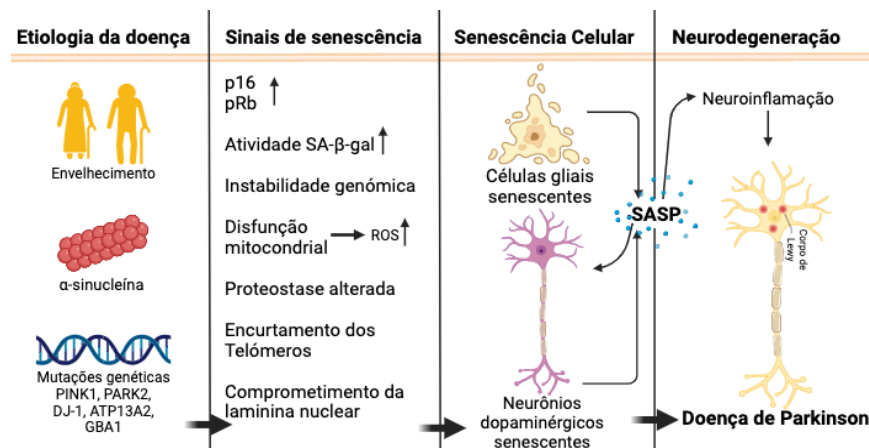 Etiologia da doença
Envelhecimento
α-sinucleína
Mutações genéticas
PINK1, PARK2,
DJ-1, ATP13A2,
GBA1
Sinais de senescência
p16
pRb
Atividade SA-β-gal
Instabilidade genómica
Disfunção
mitocondrial
ROS
Proteostase alterada
Encurtamento dos
Telómeros
Comprometimento da
laminina nuclear
Senescência Celular
Células gliais
senescentes
SASP
Neurônios
dopaminérgicos
senescentes
Neurodegeneração
Neuroinflamação
Corpo de
Lewy
Doença de Parkinson